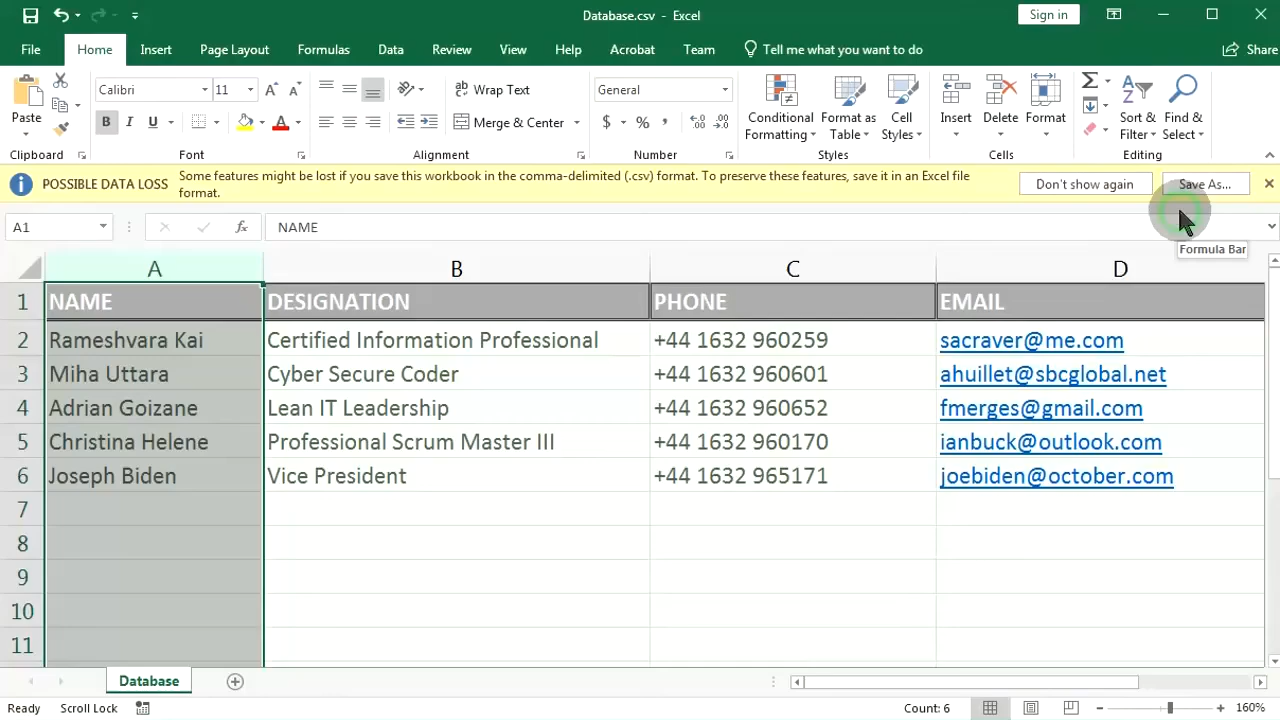 Database.csv - Excel
Sign in
File Home Insert Page Layout Formulas Data Review View Help Acrobat Team Tell me what you want to do Share
Paste
Clipboard
Calibri 11
B I U
Font
Wrap Text
Merge & Center
Alignment
General
$ % ,
Number
Conditional Formatting
Format as Table
Cell Styles
Styles
Insert Delete Format
Cells
Sort & Filter
Find & Select
Editing
POSSIBLE DATA LOSS Some features might be lost if you save this workbook in the comma-delimited (.csv) format. To preserve these features, save it in an Excel file
format.
Don't show again Save As...
A1 fx NAME
Formula Bar
A B C D
1 NAME DESIGNATION PHONE EMAIL
2 Rameshvara Kai Certified Information Professional +44 1632 960259 sacraver@me.com
3 Miha Uttara Cyber Secure Coder +44 1632 960601 ahuillet@sbcglobal.net
4 Adrian Goizane Lean IT Leadership +44 1632 960652 fmerges@gmail.com
5 Christina Helene Professional Scrum Master III +44 1632 960170 ianbuck@outlook.com
6 Joseph Biden Vice President +44 1632 965171 joebiden@october.com
7
8
9
10
11
Database
Ready Scroll Lock Count: 6 160%